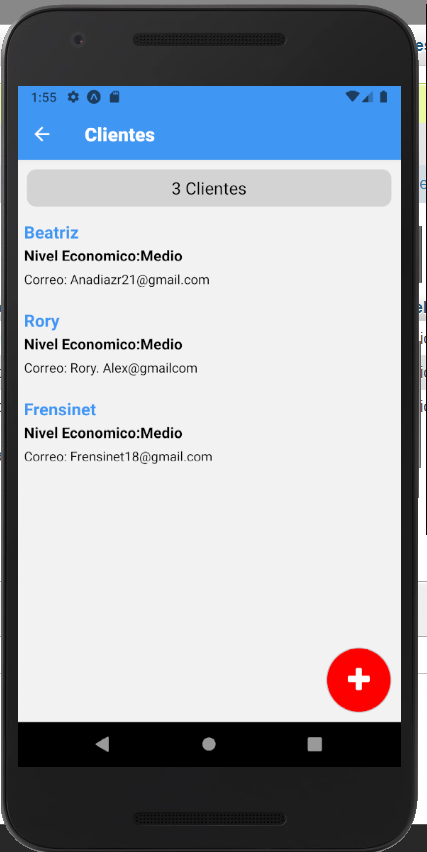 1:55
Clientes
3 Clientes
Beatriz
Nivel Economico:Medio
Correo: Anadiazr21@gmail.com
Rory
Nivel Economico:Medio
Correo: Rory. Alex@gmailcom
Frensinet
Nivel Economico:Medio
Correo: Frensinet18@gmail.com